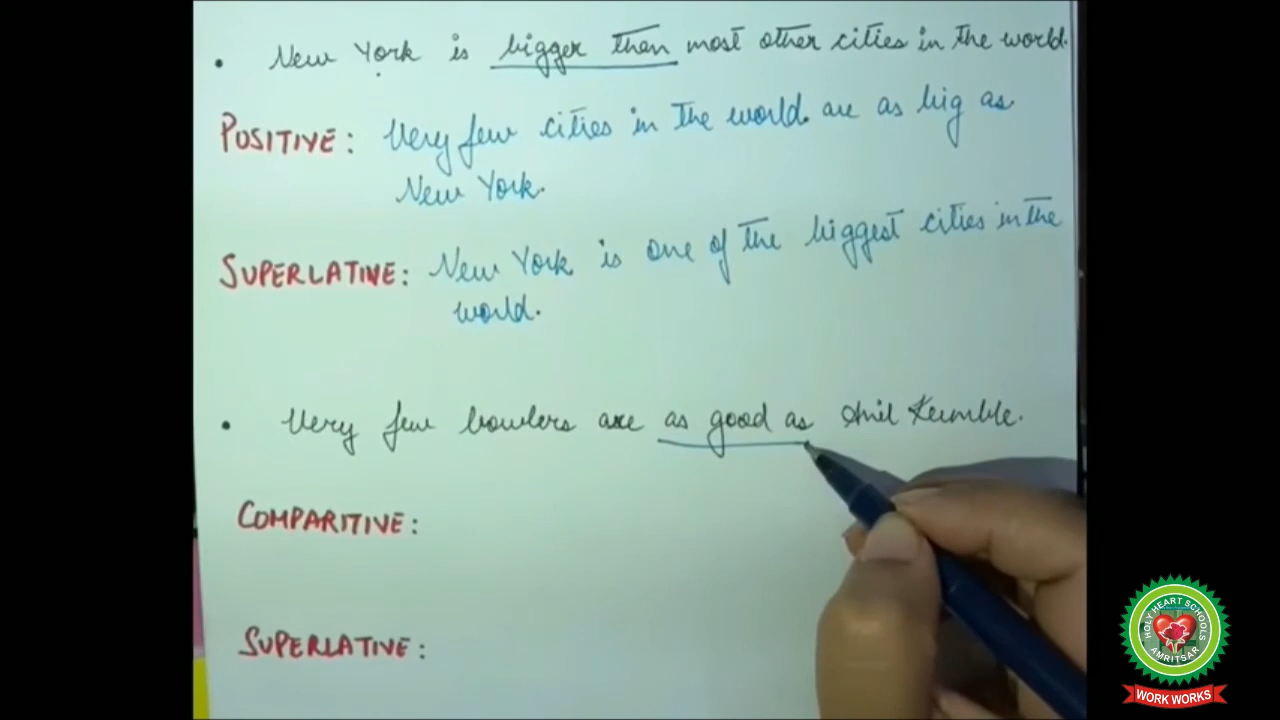 • New York is bigger than most other cities in the world.
POSITIVE: Very few cities in the world are as big as
New York.
SUPERLATIVE: New York is one of the biggest cities in the
world.
• Very few bowlers are as good as Anil Kumble.
COMPARITIVE:
SUPERLATIVE:
HOLY HEART SCHOOLS
AMRITSAR
WORK WORKS